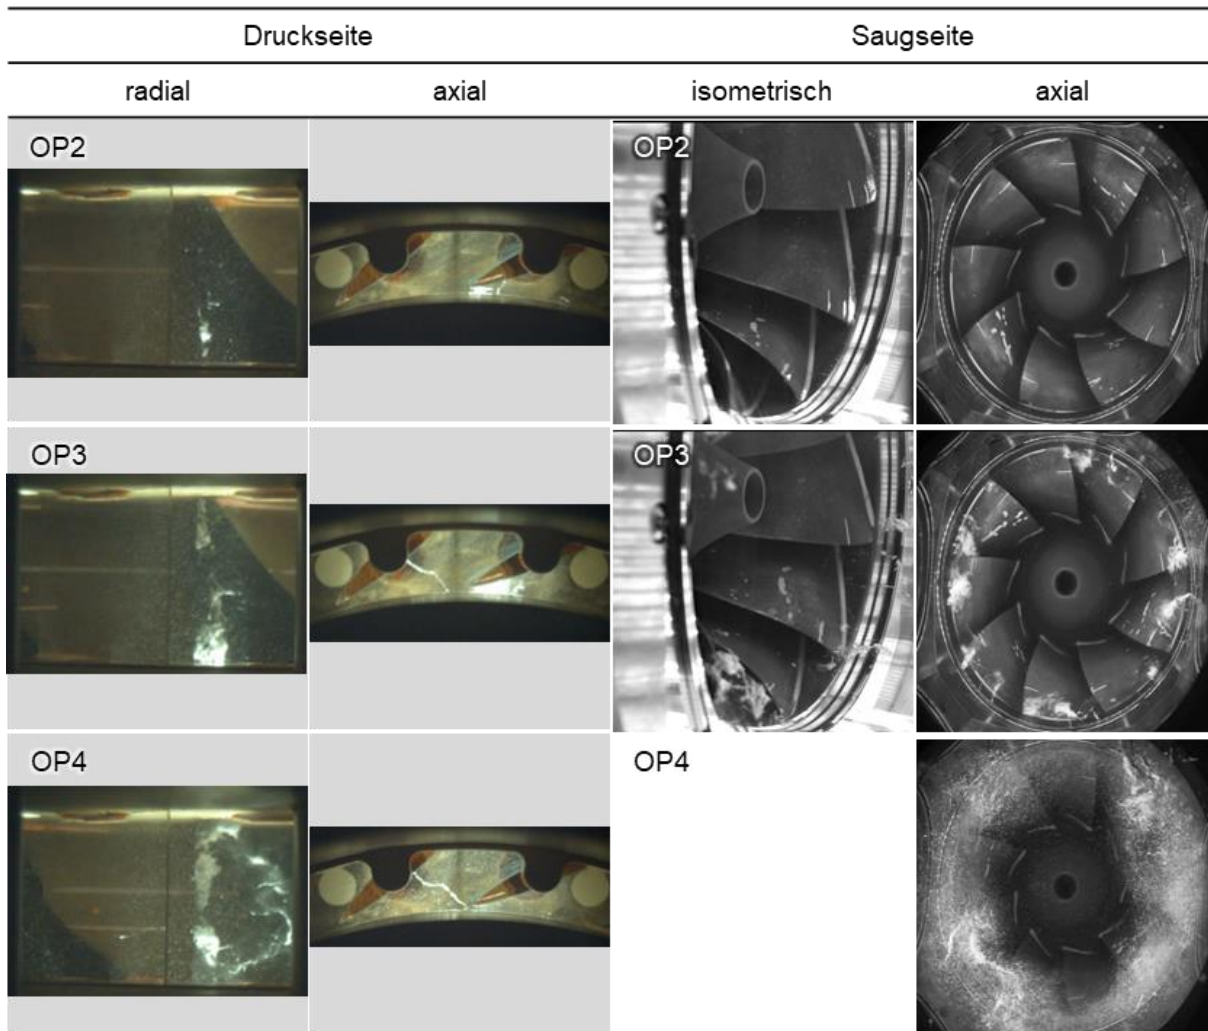 Druckseite Saugseite
radial axial isometrisch axial
OP2 OP2
OP3 OP3
OP4 OP4